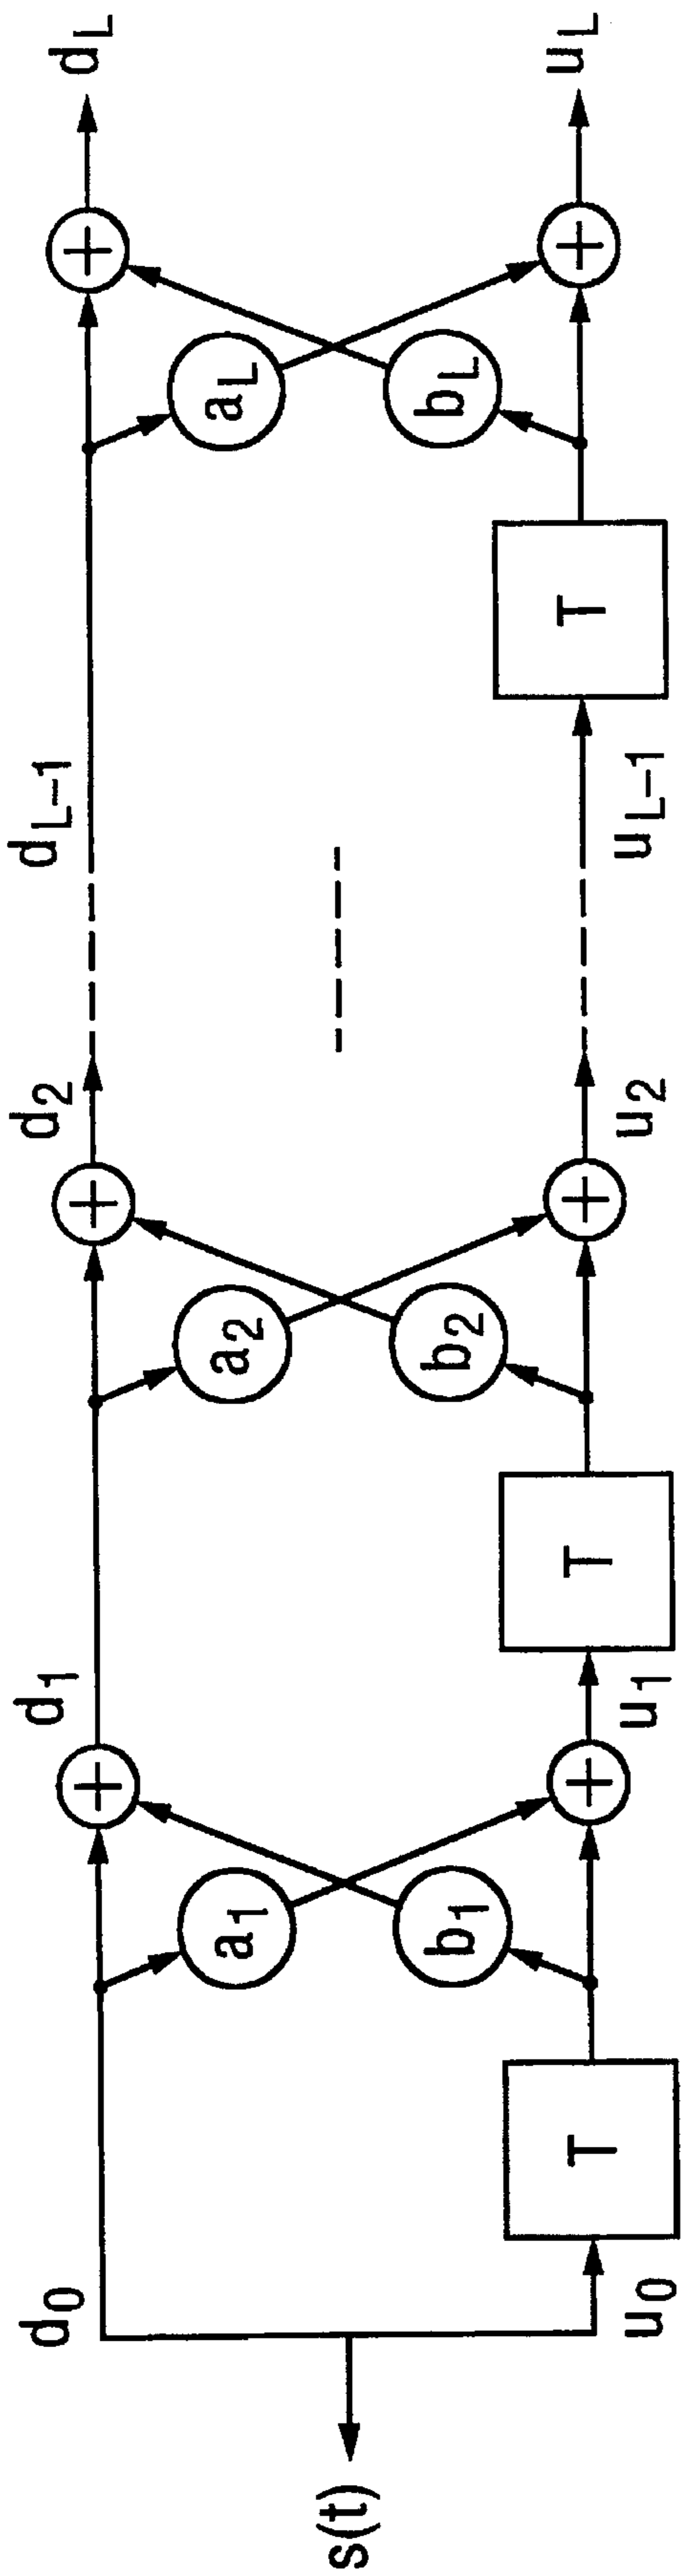 d0 d1 d2 dL−1 dL
a1 a2 aL
+ + +
s(t)
b1 b2 bL
T + T + T +
u0 u1 u2 uL−1 uL